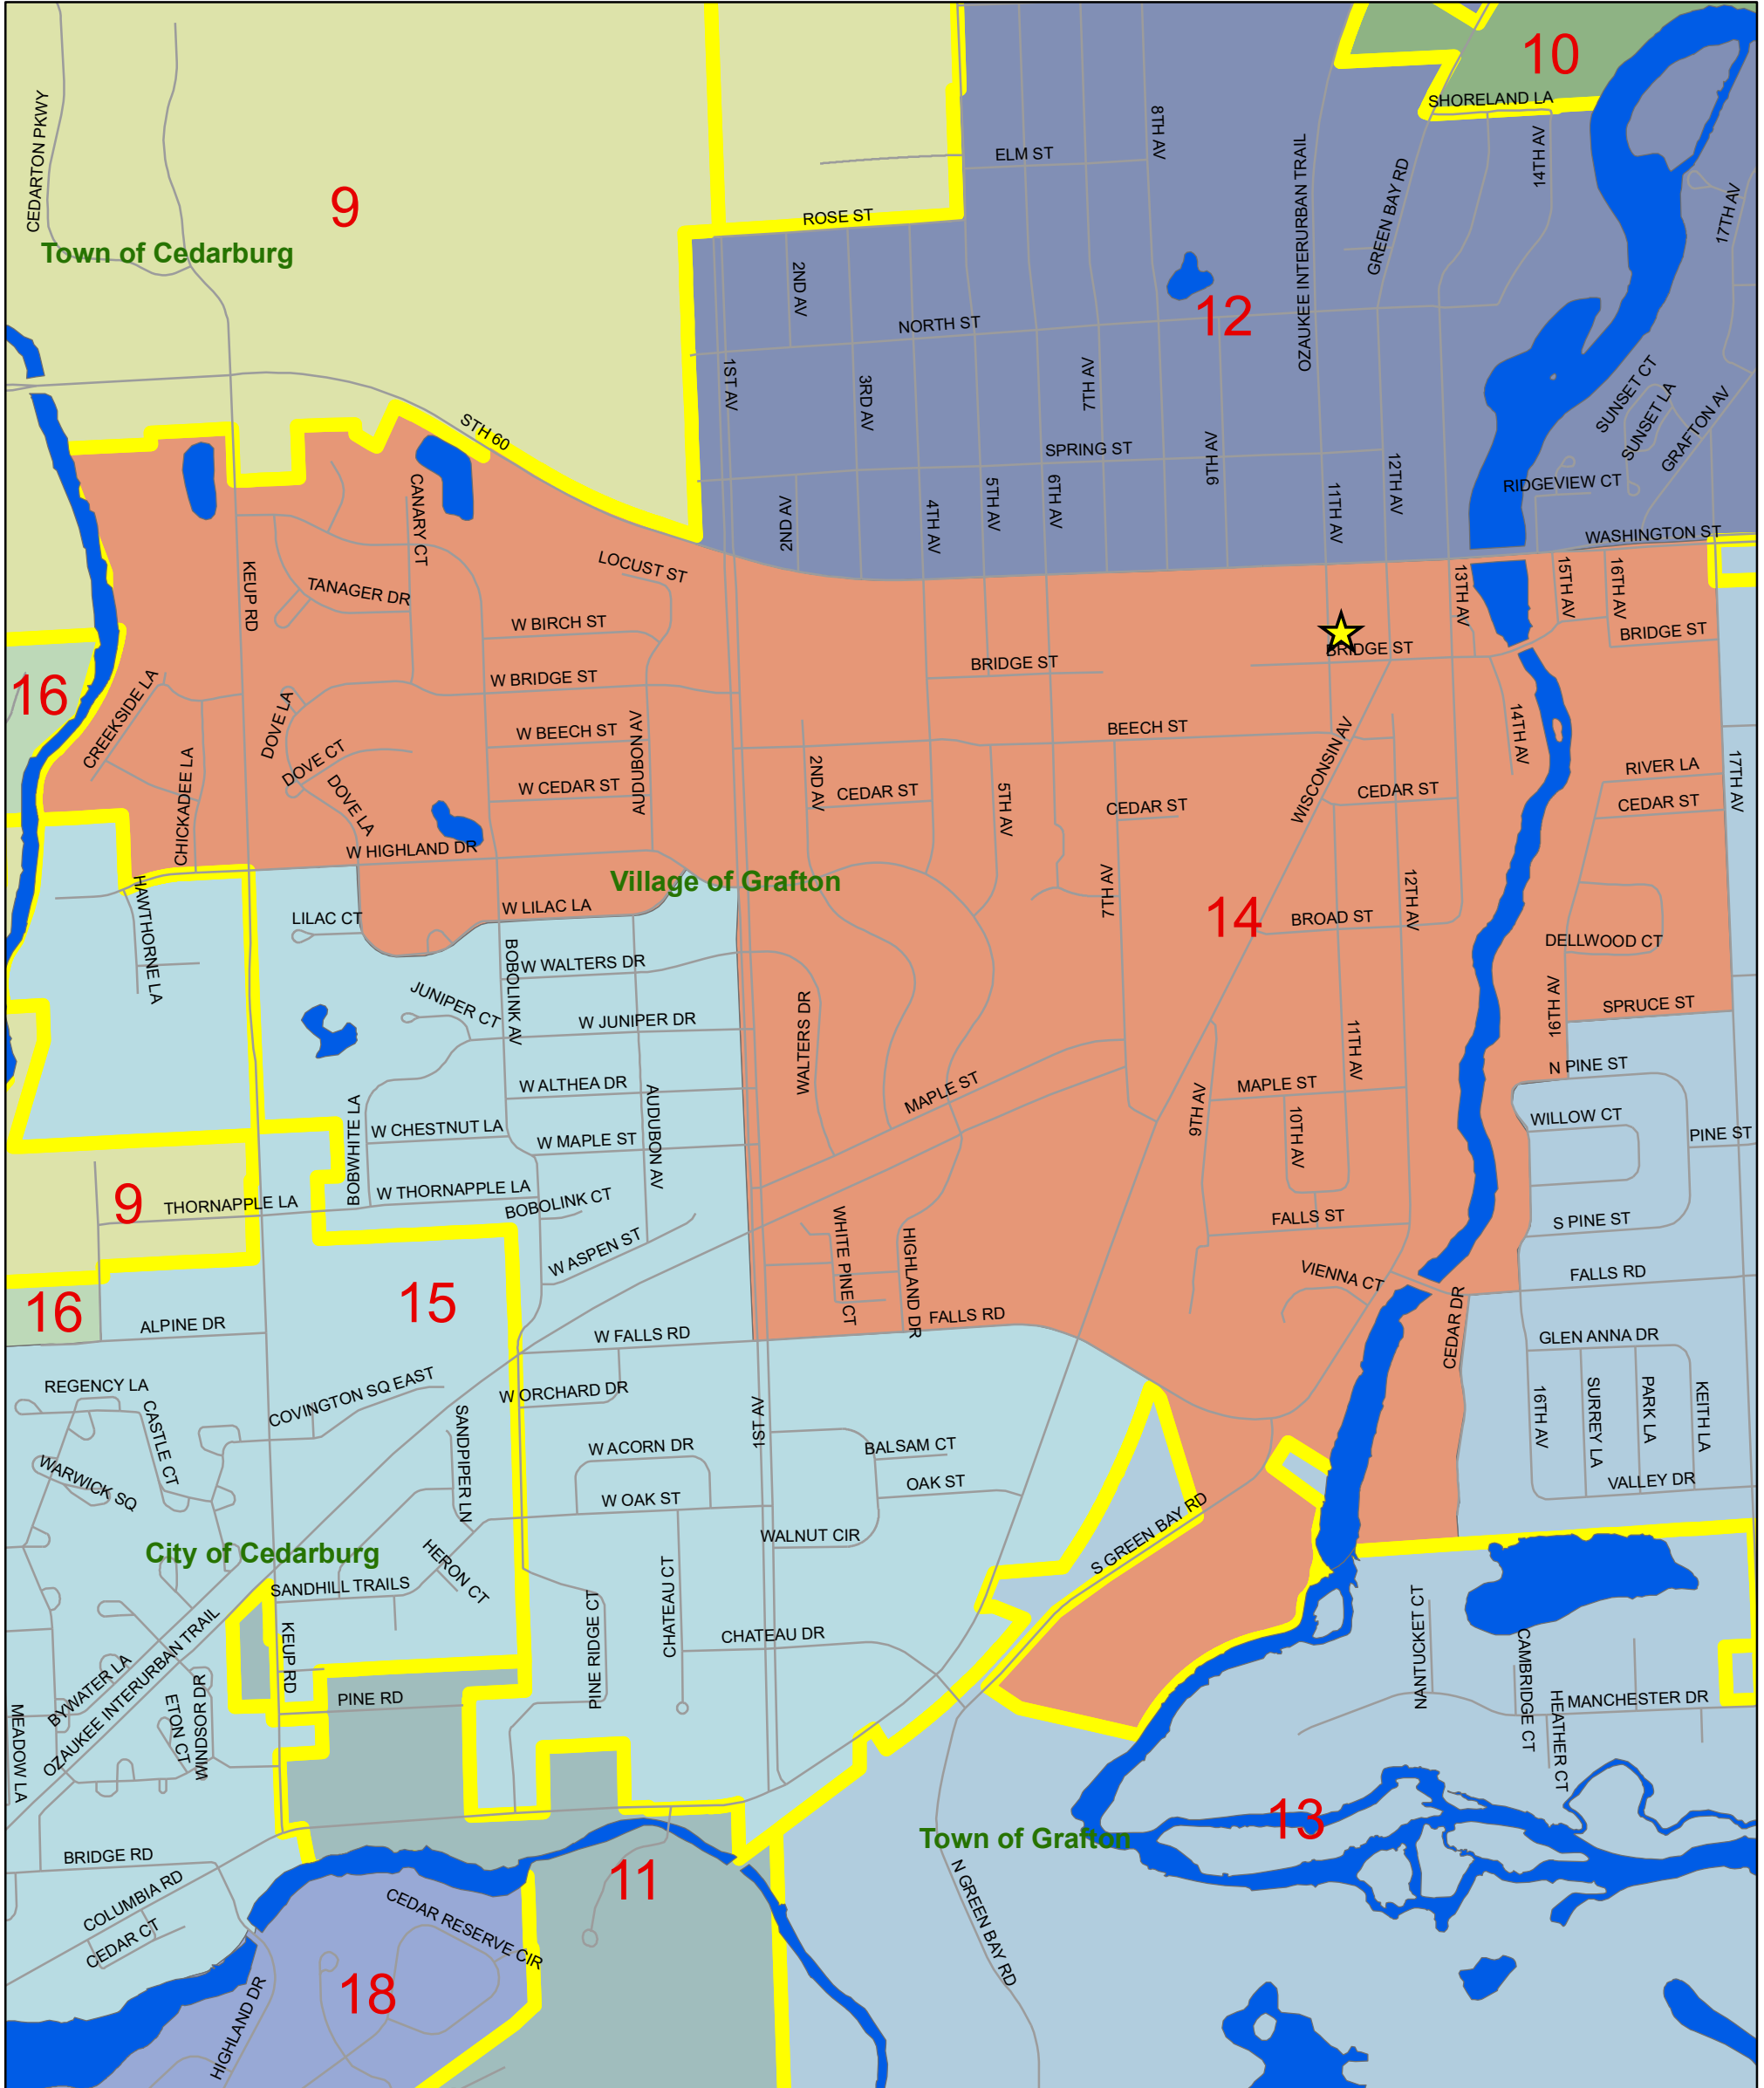 10
SHORELAND LA
CEDARTON PKWY
8TH AV
ELM ST
14TH AV
OZAUKEE INTERURBAN TRAIL
GREEN BAY RD
17TH AV
9
ROSE ST
Town of Cedarburg
2ND AV
12
NORTH ST
1ST AV
3RD AV
7TH AV
SUNSET CT
SUNSET LA
GRAFTON AV
STH 60
SPRING ST
9TH AV
12TH AV
CANARY CT
2ND AV
4TH AV
5TH AV
6TH AV
11TH AV
RIDGEVIEW CT
WASHINGTON ST
LOCUST ST
KEUP RD
TANAGER DR
13TH AV
15TH AV
16TH AV
W BIRCH ST
BRIDGE ST
BRIDGE ST
BRIDGE ST
W BRIDGE ST
16
CREEKSIDE LA
DOVE LA
W BEECH ST
AUDUBON AV
BEECH ST
WISCONSIN AV
14TH AV
DOVE CT
CHICKADEE LA
DOVE LA
W CEDAR ST
2ND AV
CEDAR ST
5TH AV
CEDAR ST
CEDAR ST
RIVER LA
CEDAR ST
17TH AV
W HIGHLAND DR
Village of Grafton
7TH AV
12TH AV
HAWTHORNE LA
LILAC CT
W LILAC LA
14
BROAD ST
DELLWOOD CT
BOBOLINK AV
W WALTERS DR
JUNIPER CT
W JUNIPER DR
WALTERS DR
16TH AV
SPRUCE ST
11TH AV
N PINE ST
W ALTHEA DR
MAPLE ST
MAPLE ST
AUDUBON AV
9TH AV
10TH AV
WILLOW CT
PINE ST
BOBWHITE LA
W CHESTNUT LA
W MAPLE ST
9
THORNAPPLE LA
W THORNAPPLE LA
BOBOLINK CT
WHITE PINE CT
HIGHLAND DR
FALLS ST
S PINE ST
W ASPEN ST
VIENNA CT
FALLS RD
16
15
ALPINE DR
W FALLS RD
FALLS RD
CEDAR DR
GLEN ANNA DR
REGENCY LA
CASTLE CT
COVINGTON SQ EAST
W ORCHARD DR
SANDPIPER LN
1ST AV
16TH AV
SURREY LA
PARK LA
KEITH LA
WARWICK SQ
W ACORN DR
BALSAM CT
W OAK ST
OAK ST
VALLEY DR
S GREEN BAY RD
WALNUT CIR
City of Cedarburg
HERON CT
SANDHILL TRAILS
CHATEAU CT
PINE RIDGE CT
CHATEAU DR
NANTUCKET CT
CAMBRIDGE CT
KEUP RD
BYWATER LA
OZAUKEE INTERURBAN TRAIL
ETON CT
WINDSOR DR
PINE RD
MEADOW LA
MANCHESTER DR
HEATHER CT
13
Town of Grafton
BRIDGE RD
11
COLUMBIA RD
CEDAR CT
CEDAR RESERVE CIR
N GREEN BAY RD
18
HIGHLAND DR